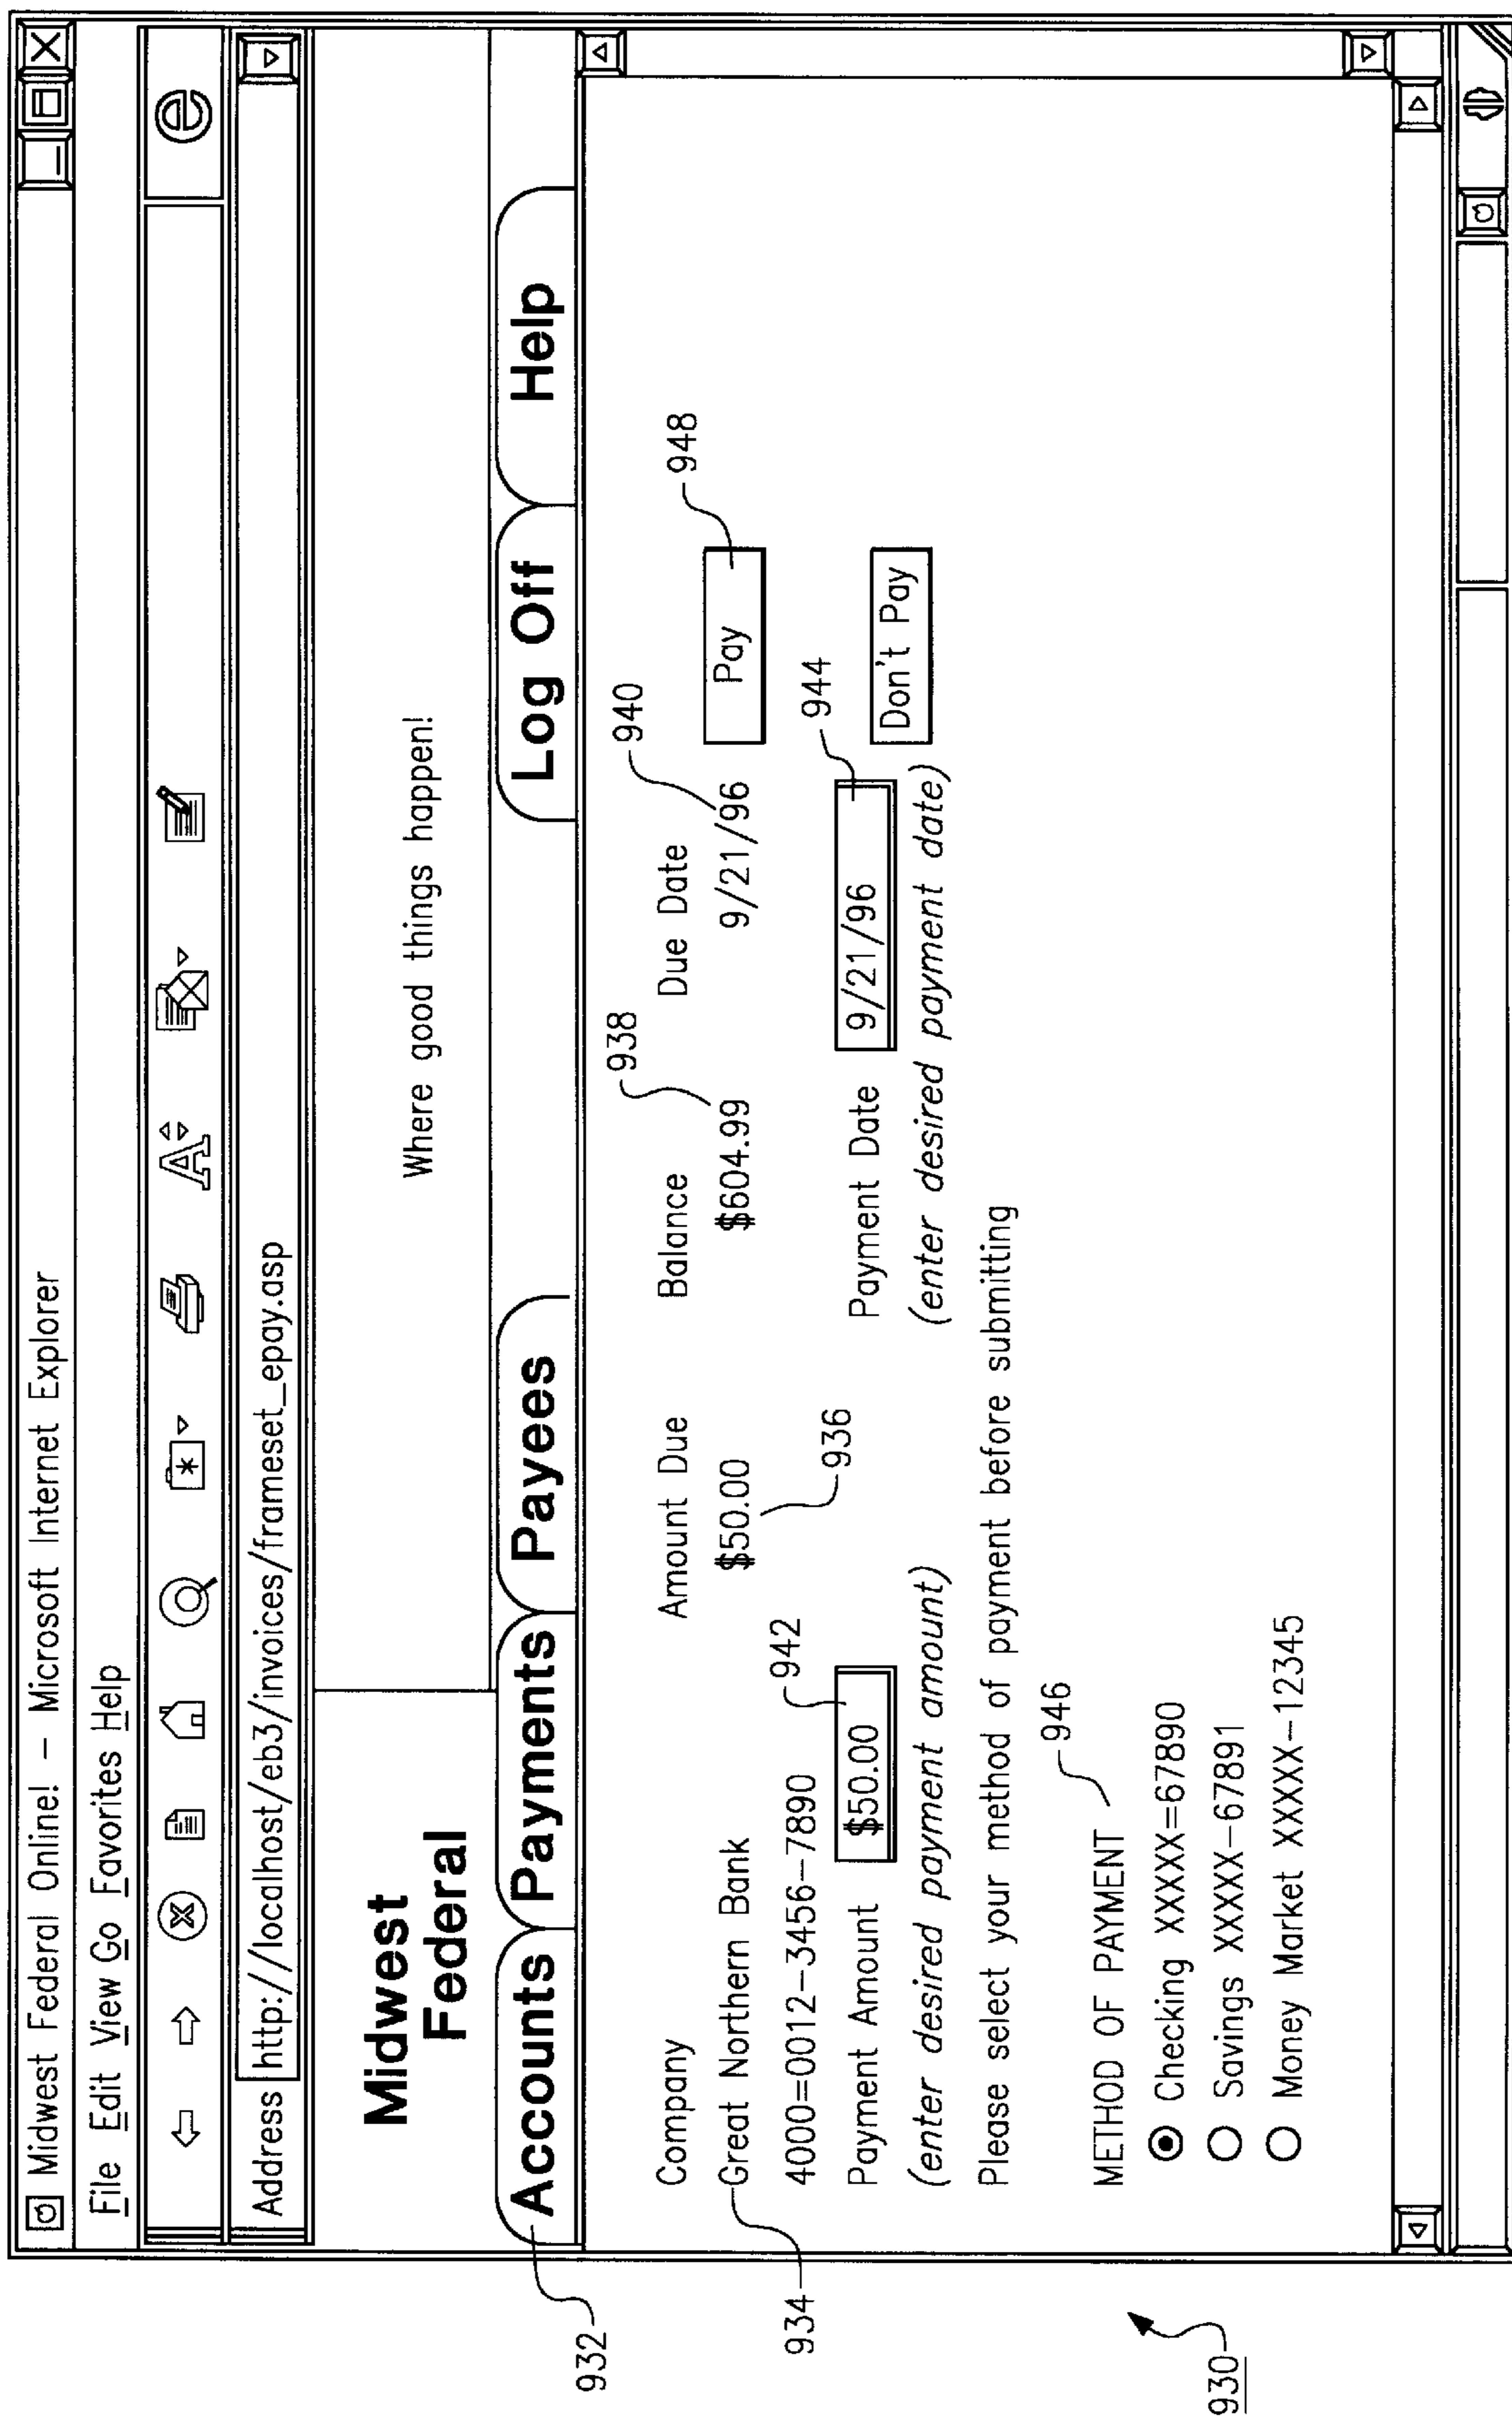 Midwest Federal Online! – Microsoft Internet Explorer
File Edit View Go Favorites Help
Address http://localhost/eb3/invoices/frameset_epay.asp
Midwest
Federal
Where good things happen!
Accounts Payments Payees Log Off Help
932
Company Amount Due Balance Due Date
938 940 948
934 Great Northern Bank $50.00 $604.99 9/21/96 Pay
4000=0012–3456–7890 942 936 944
Payment Amount $50.00 Payment Date 9/21/96 Don't Pay
(enter desired payment amount) (enter desired payment date)
Please select your method of payment before submitting
METHOD OF PAYMENT 946
Checking XXXXX=67890
Savings XXXXX–67891
Money Market XXXXX–12345
930